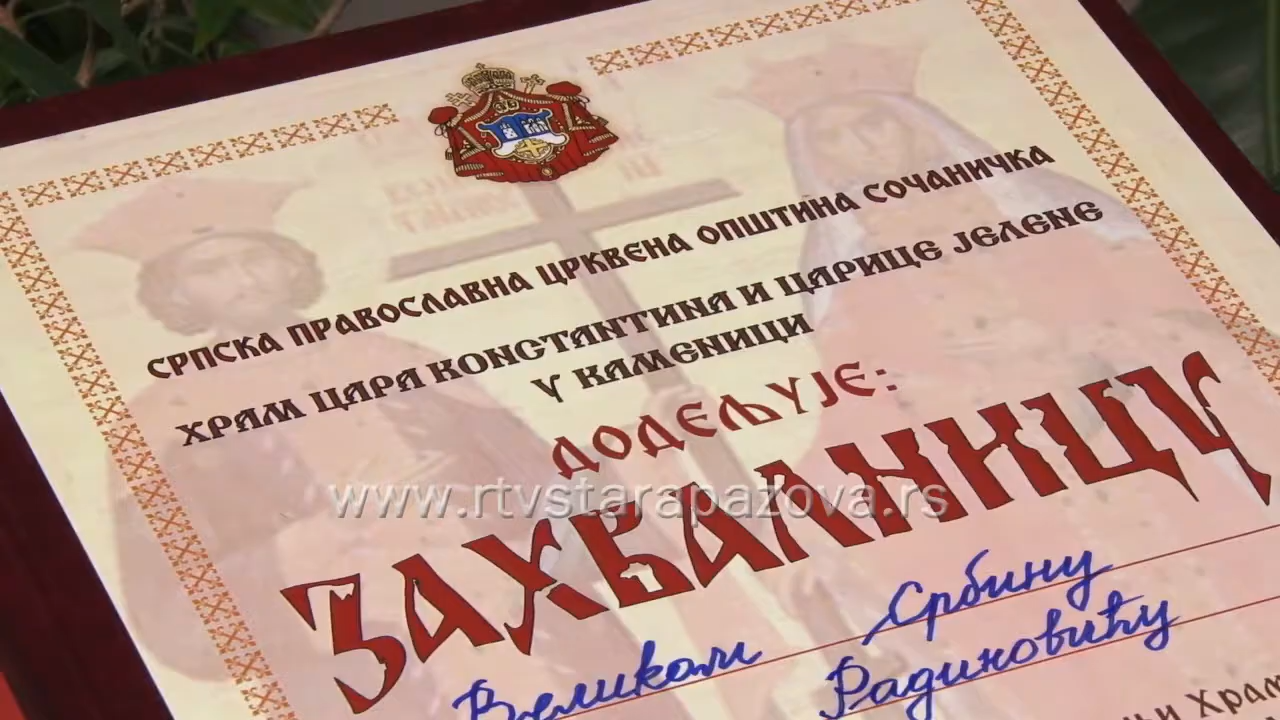 СРПСКА ПРАВОСЛАВНА ЦРКВЕНА ОПШТИНА СОЧАНИЧКА
ХРАМ ЦАРА КОНСТАНТИНА И ЦАРИЦЕ ЈЕЛЕНЕ
У КАМЕНИЦИ
ДОДЕЉУЈЕ:
ЗАХВАЛНИЦУ
www.rtvstarapazova.rs
Великом Србину
Радиновићу